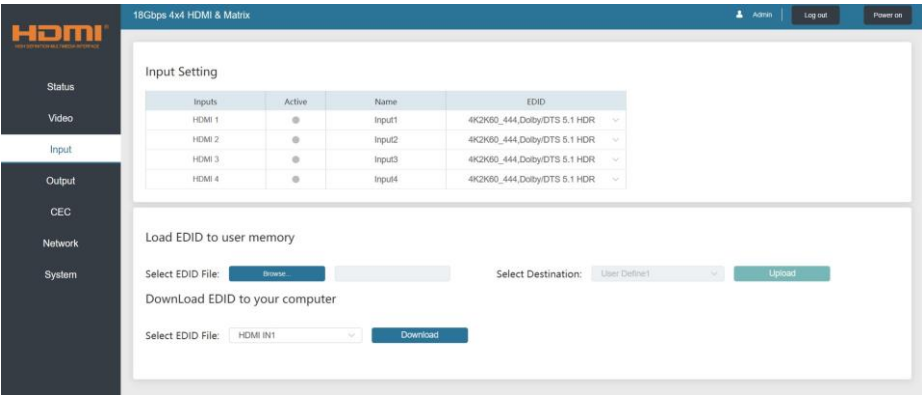 HDMI®
HIGH-DEFINITION MULTIMEDIA INTERFACE
18Gbps 4x4 HDMI & Matrix
Admin
Log out
Power on
Status
Video
Input
Output
CEC
Network
System
Input Setting
Inputs Active Name EDID
HDMI 1 Input1 4K2K60_444,Dolby/DTS 5.1 HDR
HDMI 2 Input2 4K2K60_444,Dolby/DTS 5.1 HDR
HDMI 3 Input3 4K2K60_444,Dolby/DTS 5.1 HDR
HDMI 4 Input4 4K2K60_444,Dolby/DTS 5.1 HDR
Load EDID to user memory
Select EDID File: Browse... Select Destination: User Define1 Upload
DownLoad EDID to your computer
Select EDID File: HDMI IN1 Download